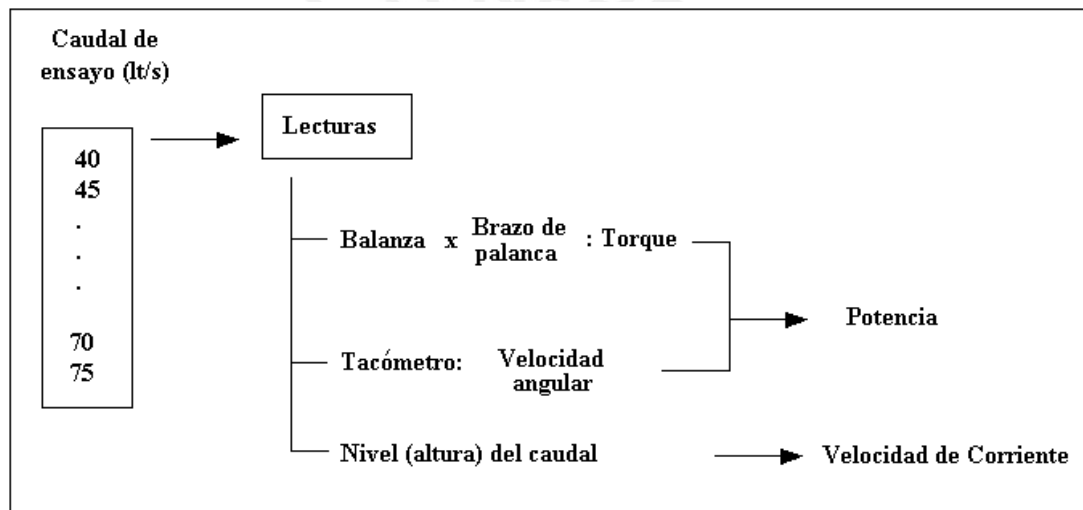 Caudal de
ensayo (lt/s)
40
45
.
.
.
70
75
Lecturas
Balanza x Brazo de palanca : Torque
Tacómetro: Velocidad angular
Potencia
Nivel (altura) del caudal
Velocidad de Corriente